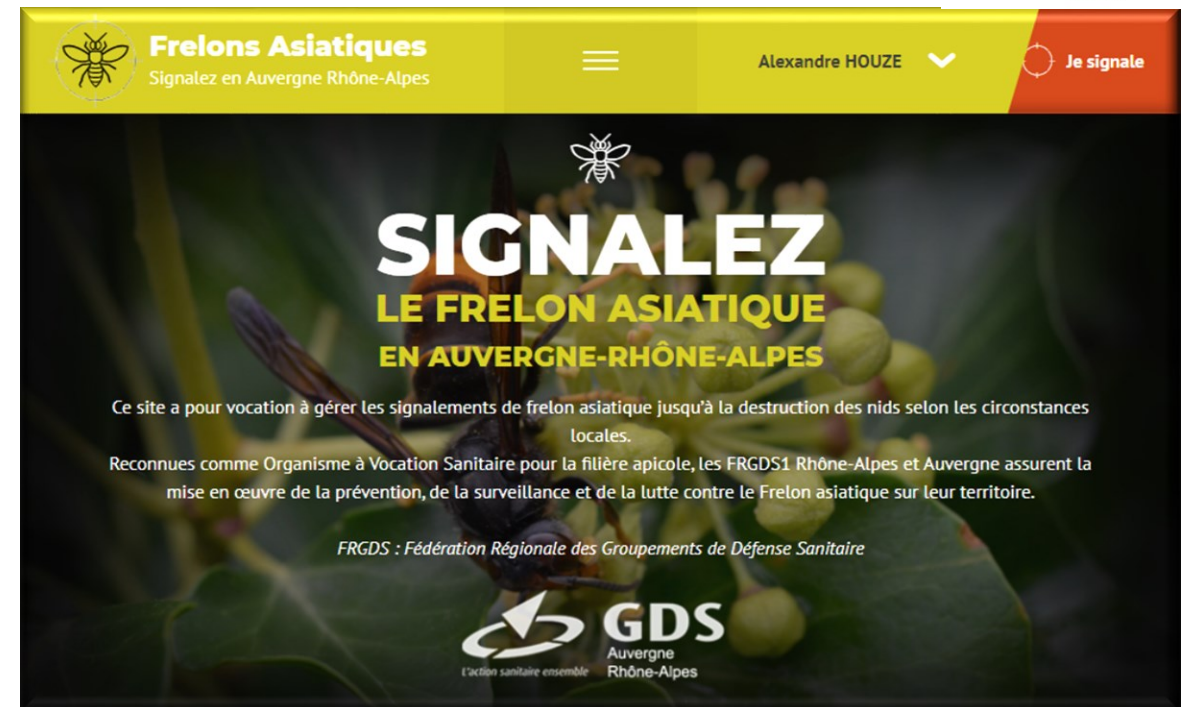 Frelons Asiatiques
Signalez en Auvergne Rhône-Alpes
Alexandre HOUZE
Je signale
SIGNALEZ
LE FRELON ASIATIQUE
EN AUVERGNE-RHÔNE-ALPES
Ce site a pour vocation à gérer les signalements de frelon asiatique jusqu'à la destruction des nids selon les circonstances
locales.
Reconnues comme Organisme à Vocation Sanitaire pour la filière apicole, les FRGDS1 Rhône-Alpes et Auvergne assurent la
mise en œuvre de la prévention, de la surveillance et de la lutte contre le Frelon asiatique sur leur territoire.
FRGDS : Fédération Régionale des Groupements de Défense Sanitaire
GDS
Auvergne
L'action sanitaire ensemble Rhône-Alpes